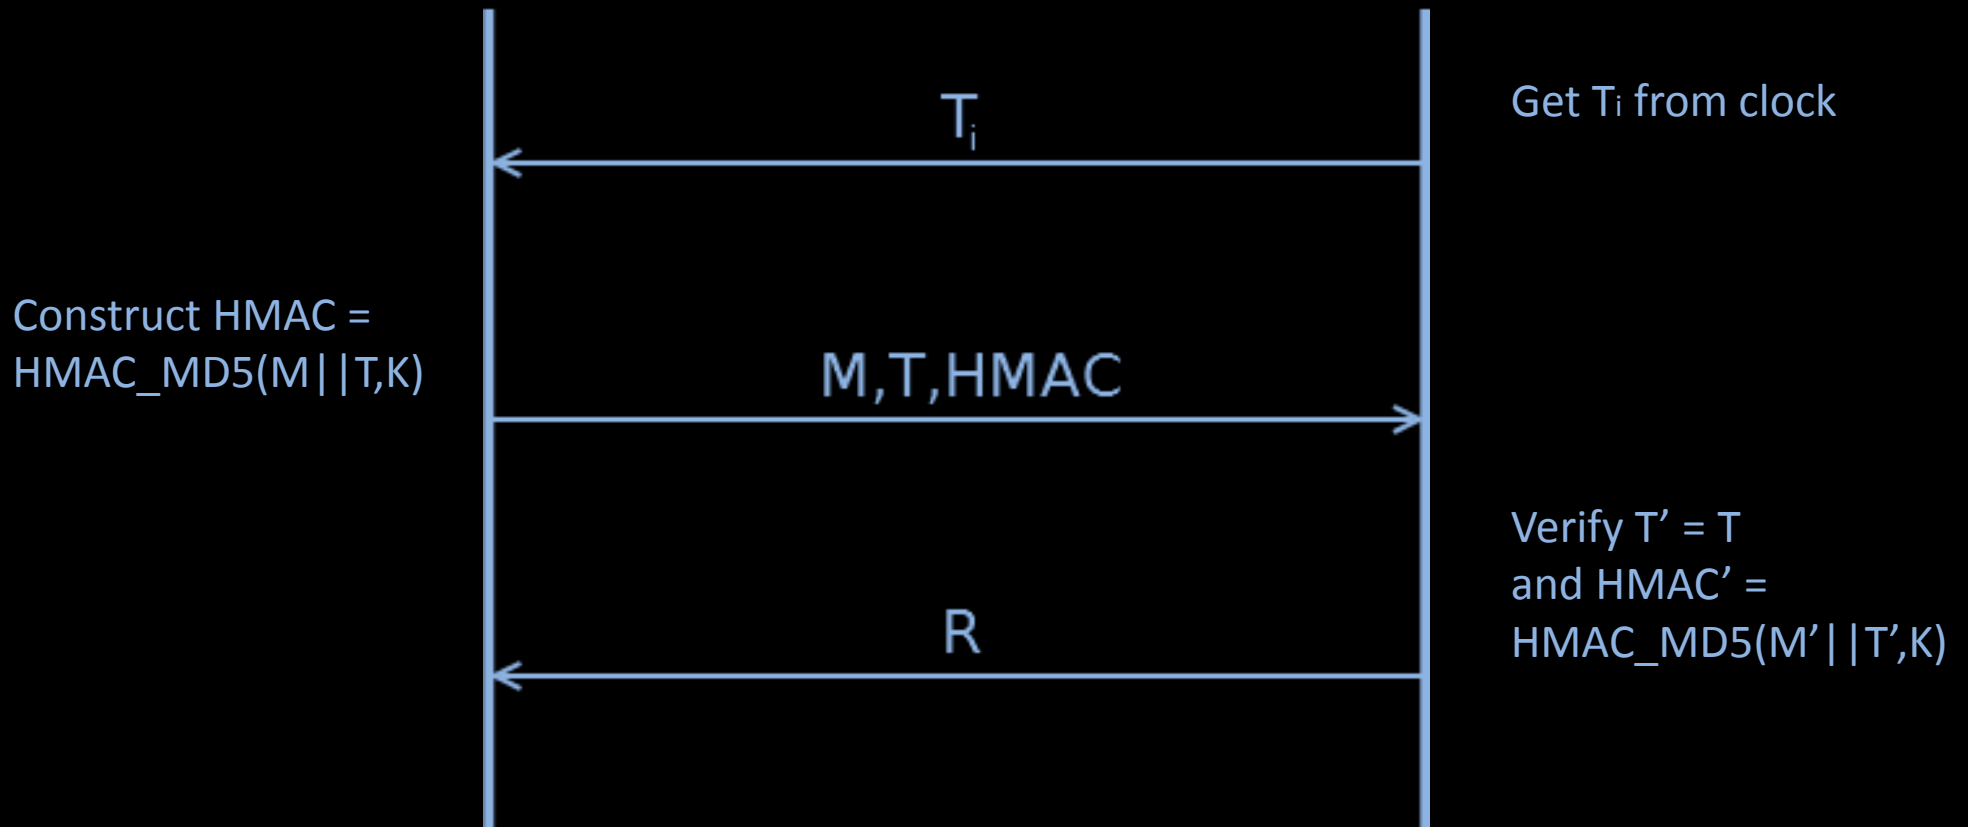 Get Ti from clock
Ti
Construct HMAC =
HMAC_MD5(M||T,K)
M,T,HMAC
Verify T’ = T
and HMAC’ =
HMAC_MD5(M’||T’,K)
R